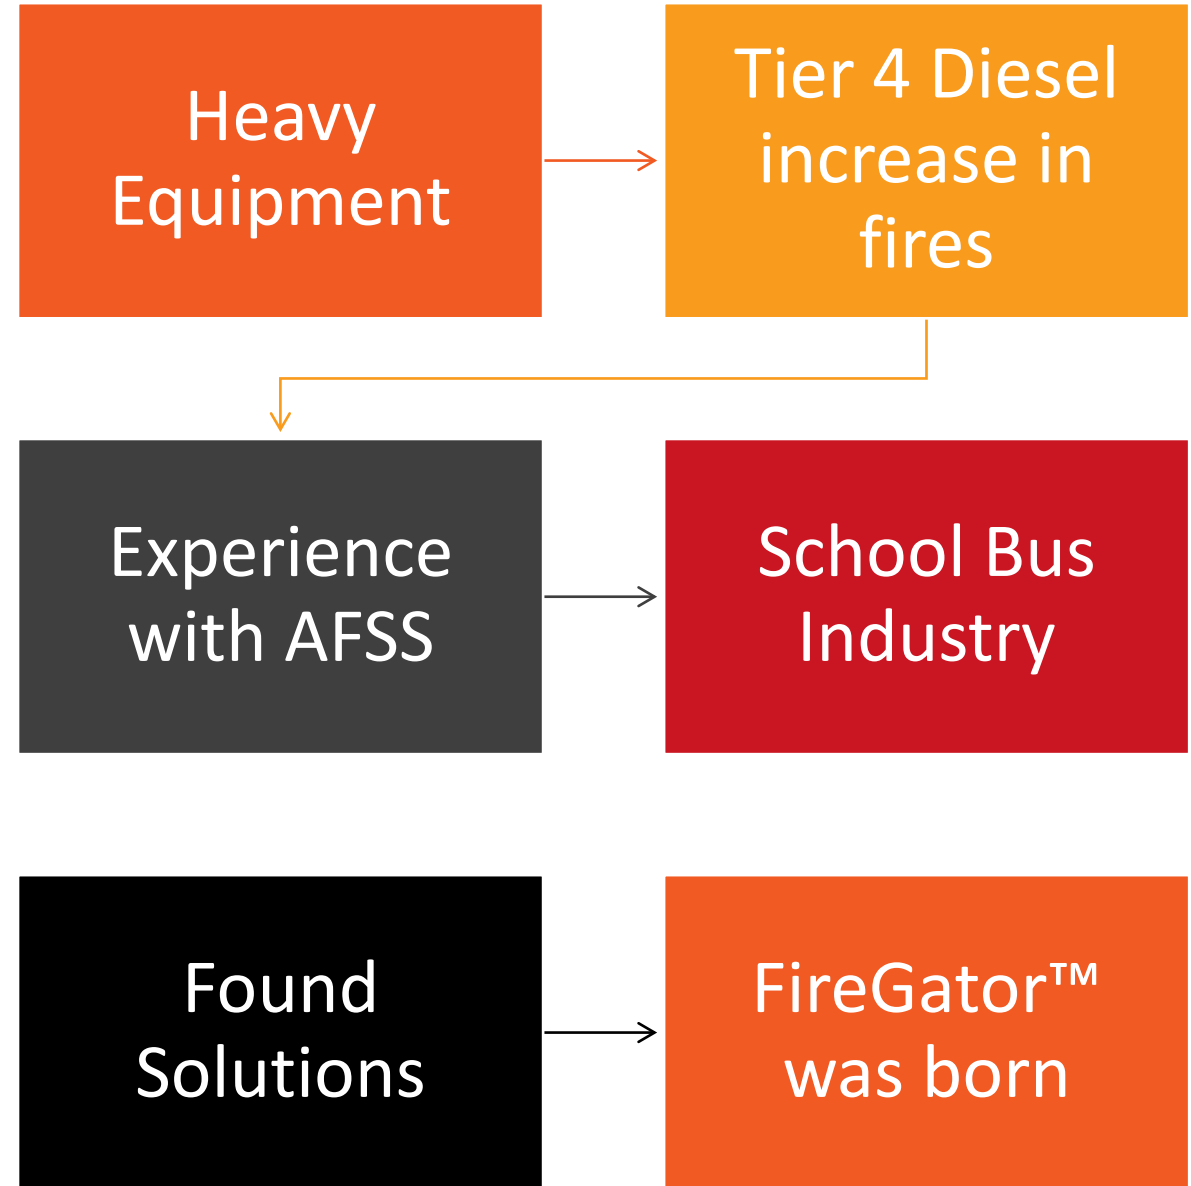 Heavy
Equipment
Tier 4 Diesel
increase in
fires
Experience
with AFSS
School Bus
Industry
Found
Solutions
FireGator™
was born